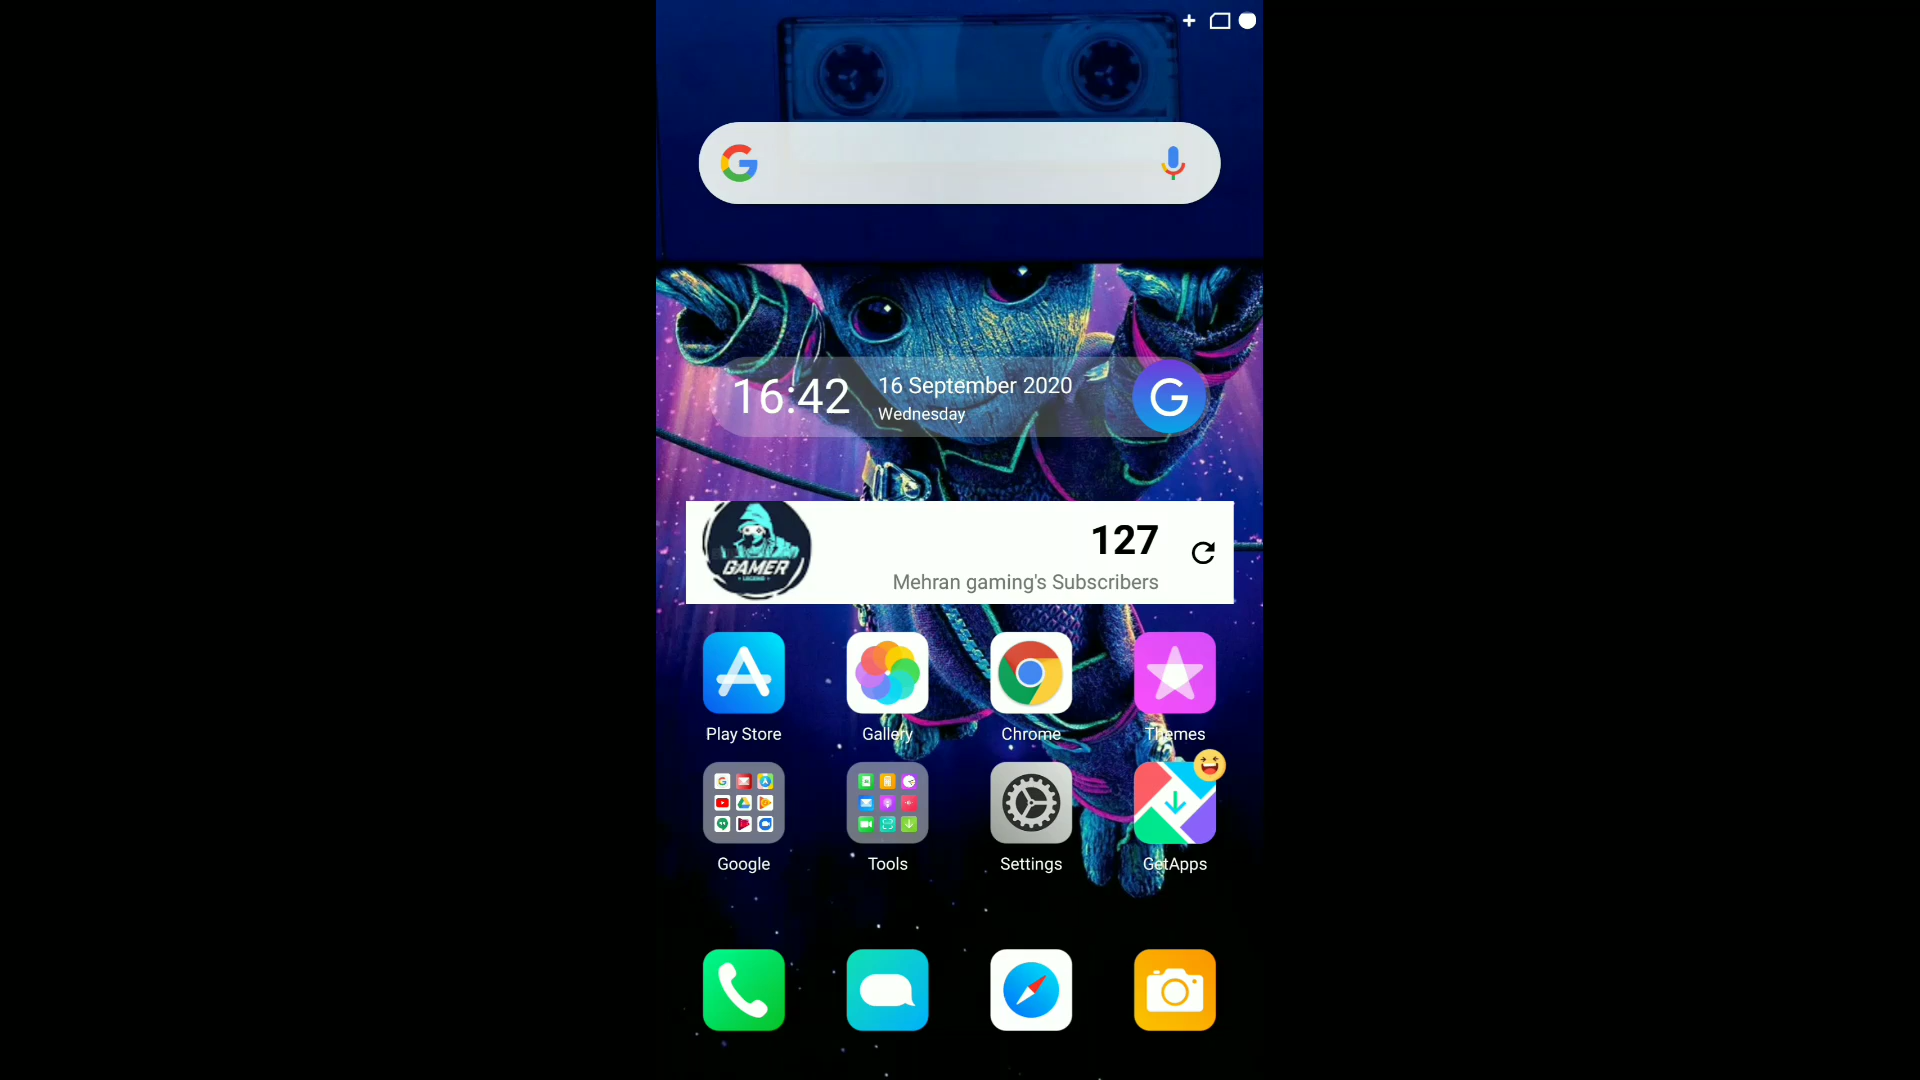 16:42
16 September 2020
Wednesday
127
Mehran gaming's Subscribers
GAMER
LEGEND
Play Store
Gallery
Chrome
Themes
Google
Tools
Settings
GetApps